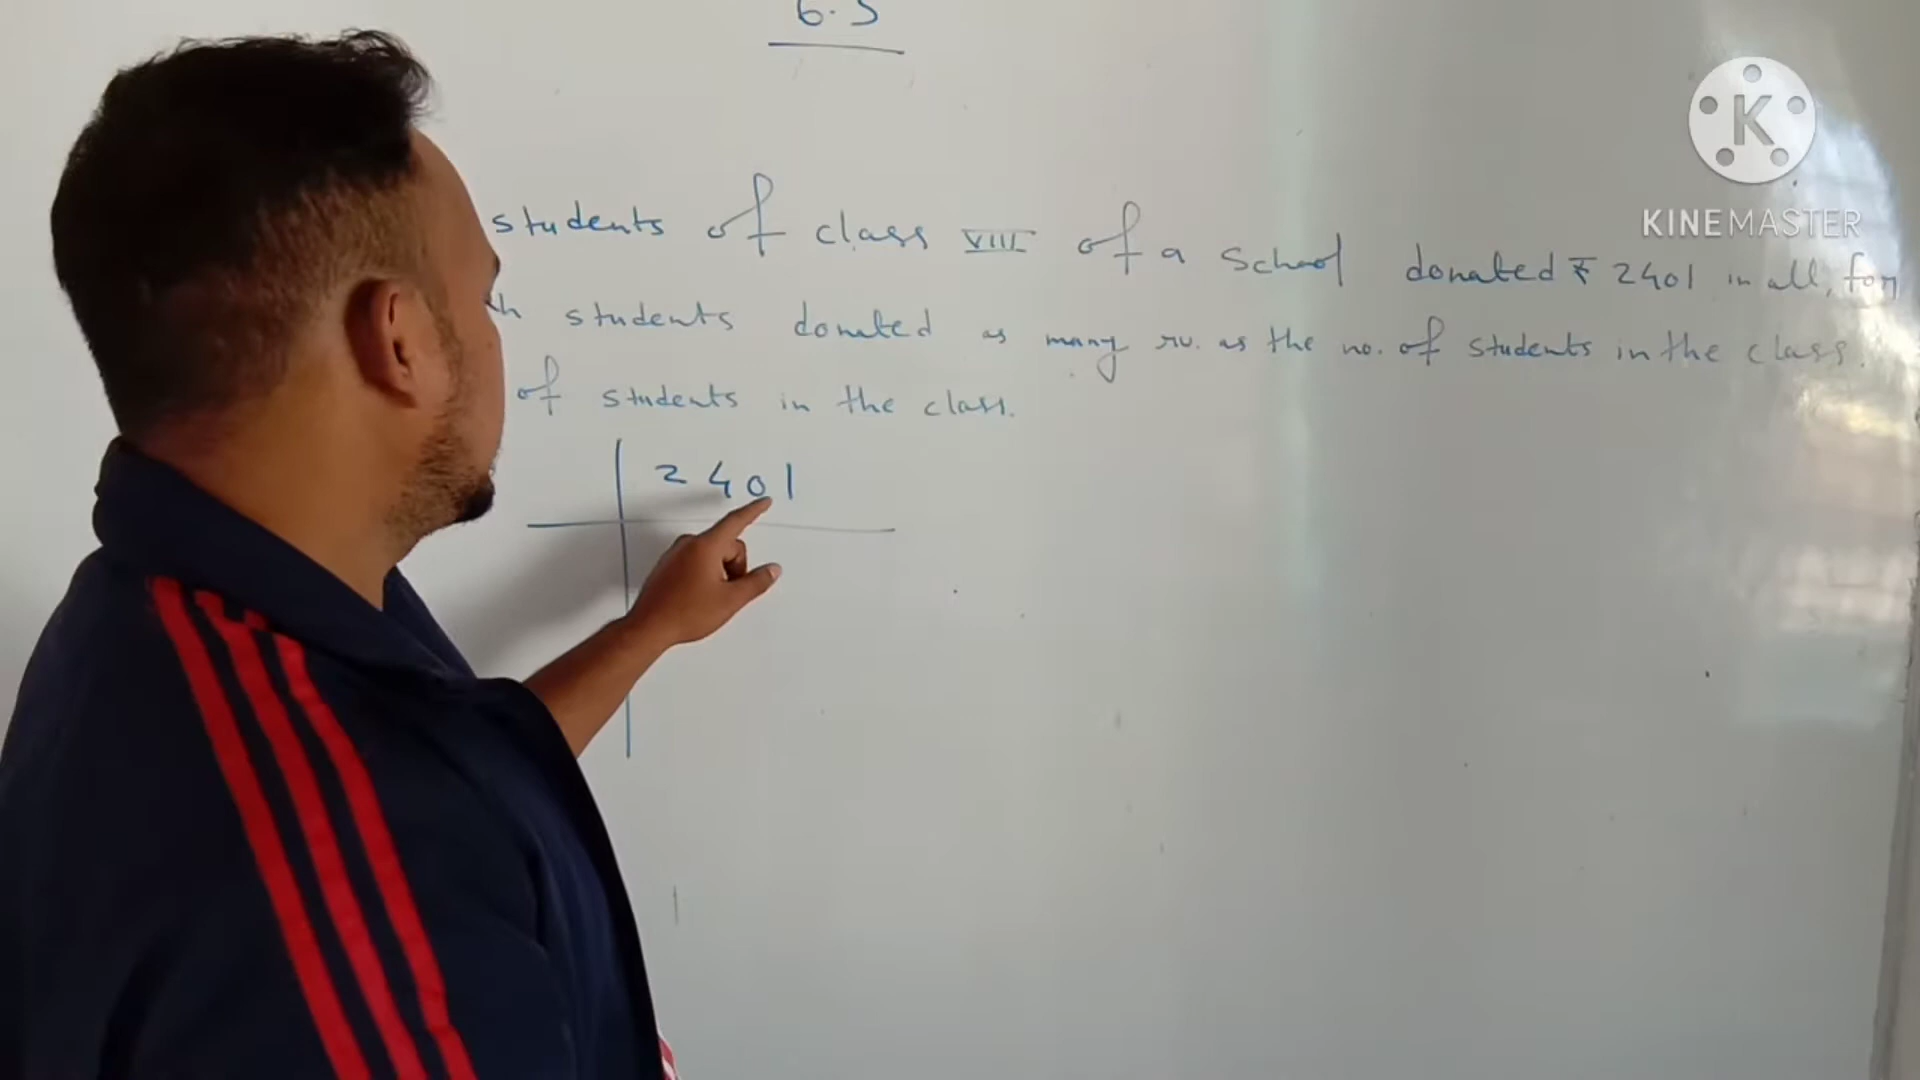 6.3
students of class VIII of a School donated ₹ 2401 in all, for
students donated as many ru. as the no. of students in the class.
of students in the class.
2401
K
KINEMASTER